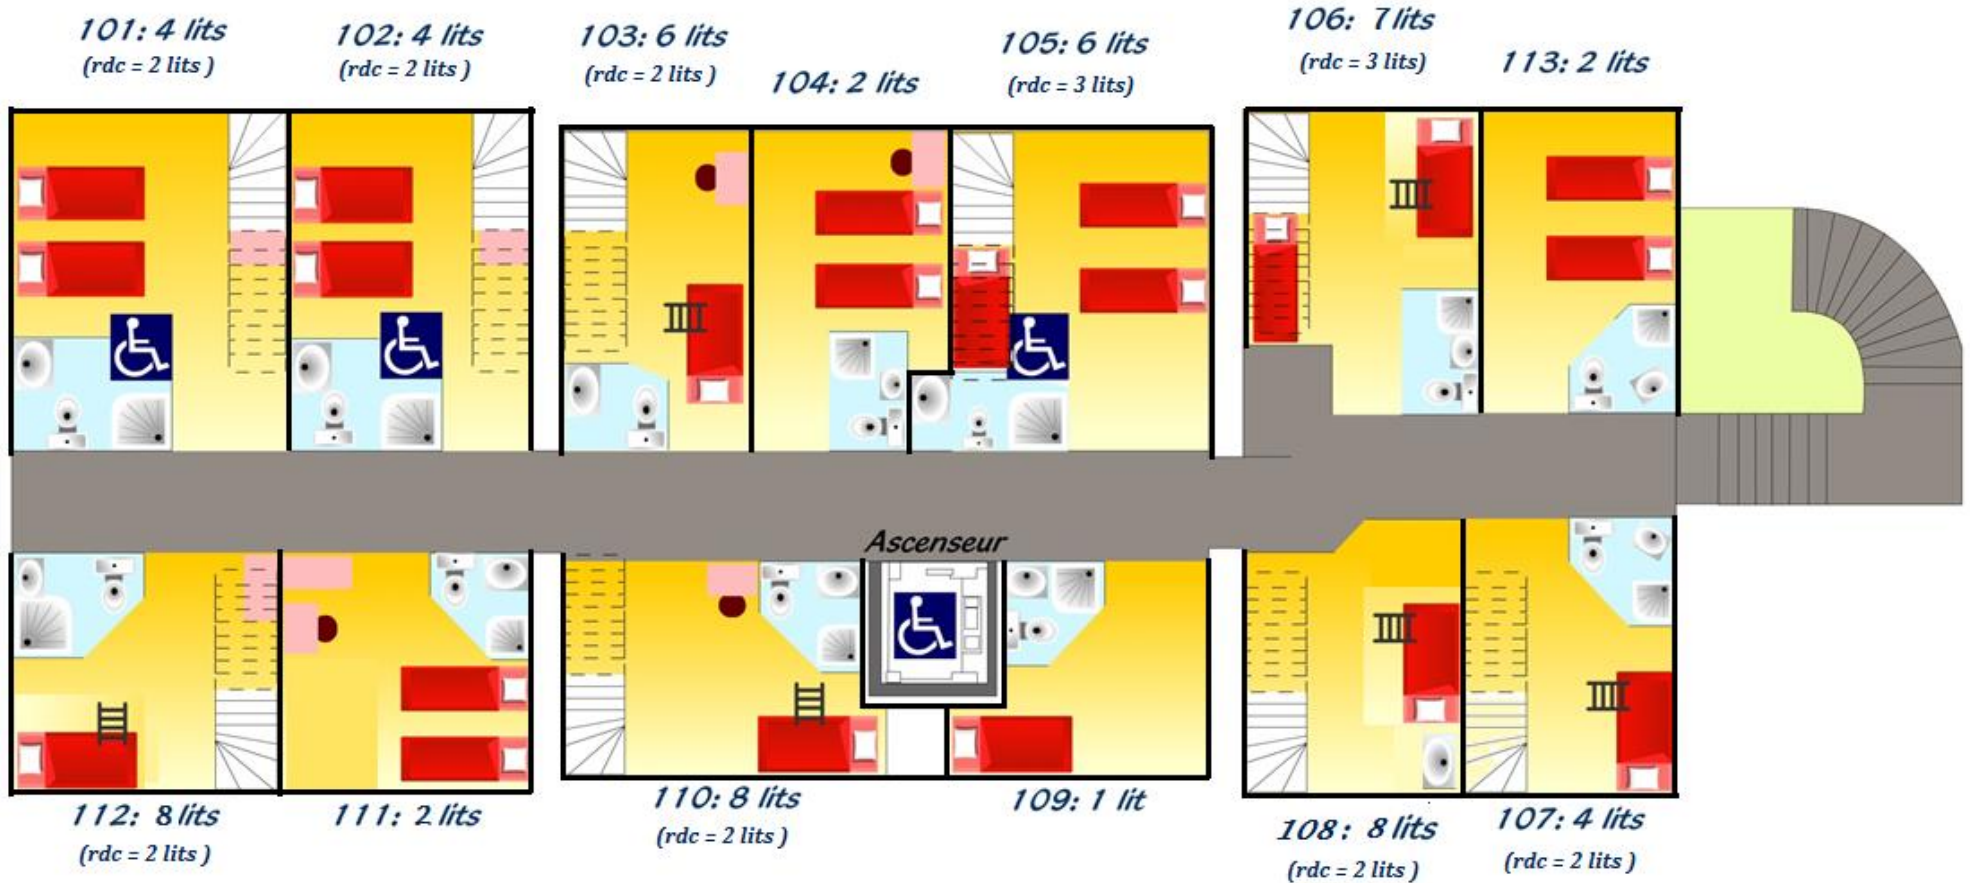 101: 4 lits
(rdc = 2 lits )
102: 4 lits
(rdc = 2 lits )
103: 6 lits
(rdc = 2 lits )
104: 2 lits
105: 6 lits
(rdc = 3 lits)
106: 7lits
(rdc = 3 lits)
113: 2 lits
Ascenseur
112: 8 lits
(rdc = 2 lits )
111: 2 lits
110: 8 lits
(rdc = 2 lits )
109: 1 lit
108 : 8 lits
(rdc = 2 lits )
107: 4 lits
(rdc = 2 lits )